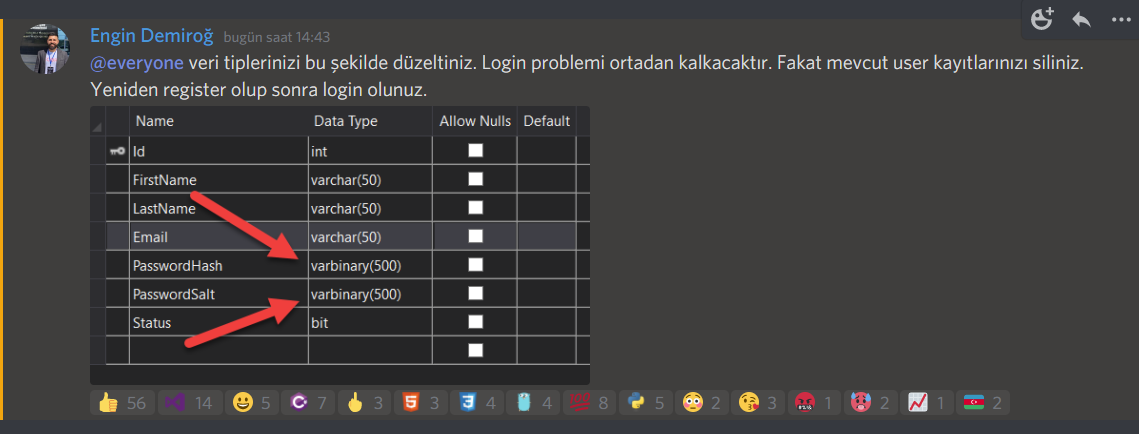 Engin Demiroğ bugün saat 14:43
@everyone veri tiplerinizi bu şekilde düzeltiniz. Login problemi ortadan kalkacaktır. Fakat mevcut user kayıtlarınızı siliniz.
Yeniden register olup sonra login olunuz.
Name Data Type Allow Nulls Default
Id int
FirstName varchar(50)
LastName varchar(50)
Email varchar(50)
PasswordHash varbinary(500)
PasswordSalt varbinary(500)
Status bit
56 14 5 7 3 3 4 4 8 5 2 3 1 2 1 2